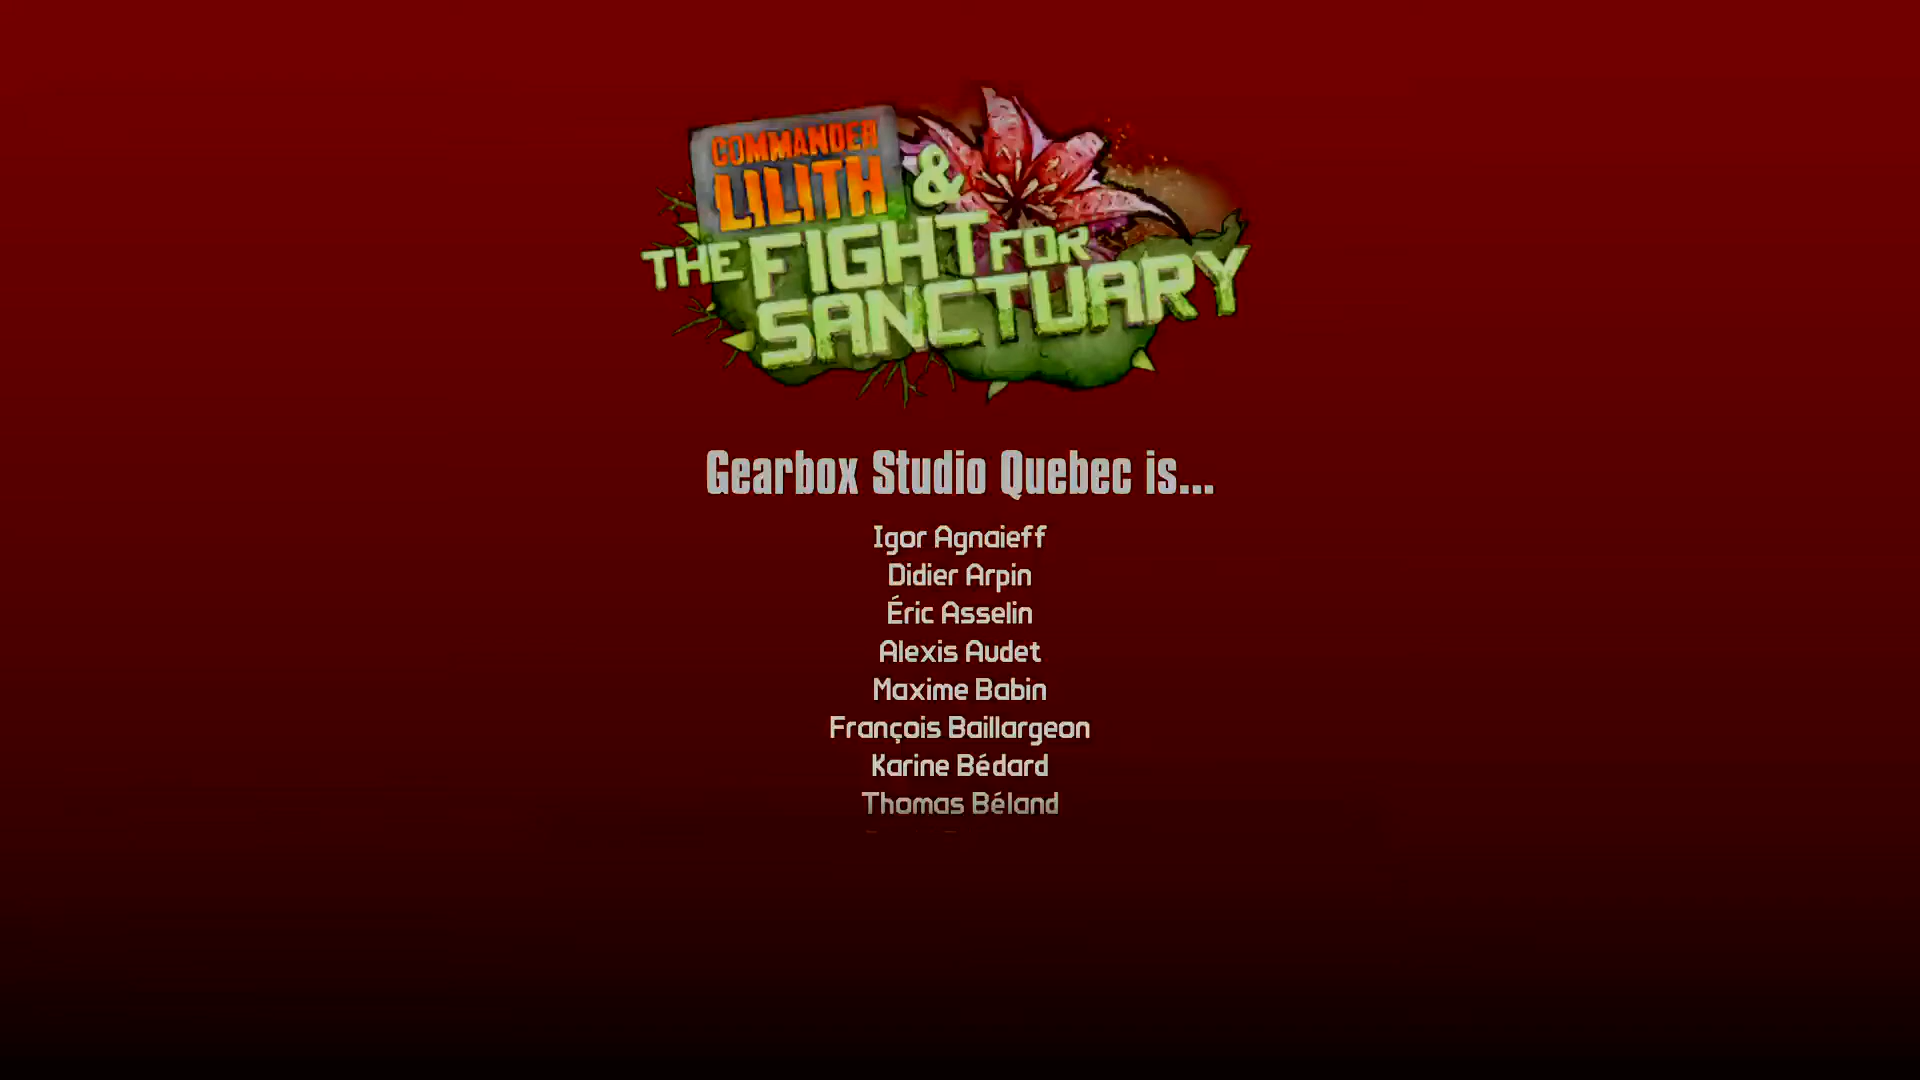 COMMANDER
LILITH &
THE FIGHT FOR
SANCTUARY
Gearbox Studio Quebec is...
Igor Agnaieff
Didier Arpin
Éric Asselin
Alexis Audet
Maxime Babin
François Baillargeon
Karine Bédard
Thomas Béland